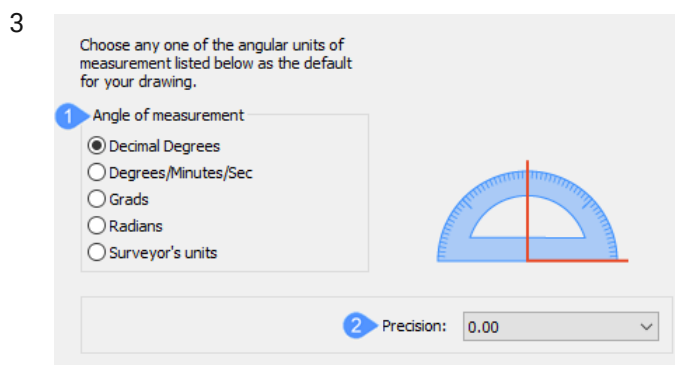 3
Choose any one of the angular units of
measurement listed below as the default
for your drawing.
1 Angle of measurement
Decimal Degrees
Degrees/Minutes/Sec
Grads
Radians
Surveyor's units
2 Precision: 0.00